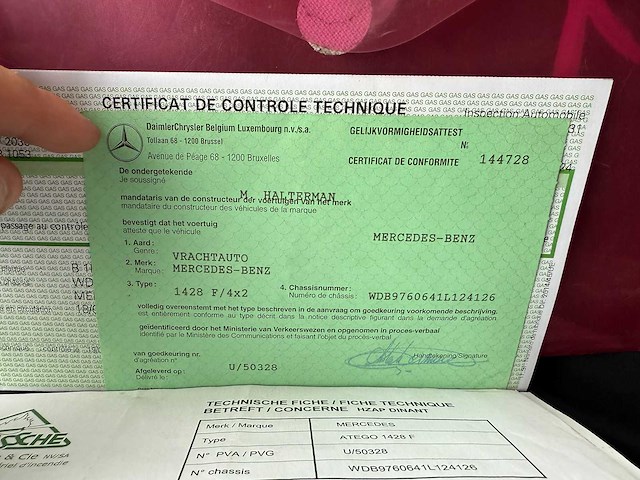 CERTIFICAT DE CONTROLE TECHNIQUE
Inspection Automobile
DaimlerChrysler Belgium Luxembourg n.v./s.a.
Tollaan 68 - 1200 Brussel
Avenue de Péage 68 - 1200 Bruxelles
GELIJKVORMIGHEIDSATTEST
N:
CERTIFICAT DE CONFORMITE
144728
De ondergetekende
Je soussigné
M. HALTERMAN
mandataris van de constructeur der voertuigen van het merk
mandataire du constructeur des véhicules de la marque
MERCEDES-BENZ
bevestigt dat het voertuig
atteste que le véhicule
1. Aard :
Genre :
VRACHTAUTO
2. Merk :
Marque :
MERCEDES-BENZ
3. Type :
1428 F/4x2
4. Chassisnummer :
Numéro de châssis :
WDB9760641L124126
volledig overeenstemt met het type beschreven in de aanvraag om goedkeuring voorkomende beschrijving.
est entièrement conforme au type décrit dans la notice descriptive figurant dans la demande d'agréation.
geïdentificeerd door het Ministerie van Verkeerswezen en opgenomen in proces-verbaal
identifié par le Ministère des Communications et faisant l'objet du procès-verbal
van goedkeuring nr.
d'agréation n°
U/50328
Afgeleverd op :
Délivré le :
Handtekening-Signature
passage au contrôle
OCHE
& Cie NV/SA
d'incendie
TECHNISCHE FICHE / FICHE TECHNIQUE
BETREFT / CONCERNE HZAP DINANT
Merk / Marque MERCEDES
Type ATEGO 1428 F
N° PVA / PVG U/50328
N° chassis WDB9760641L124126